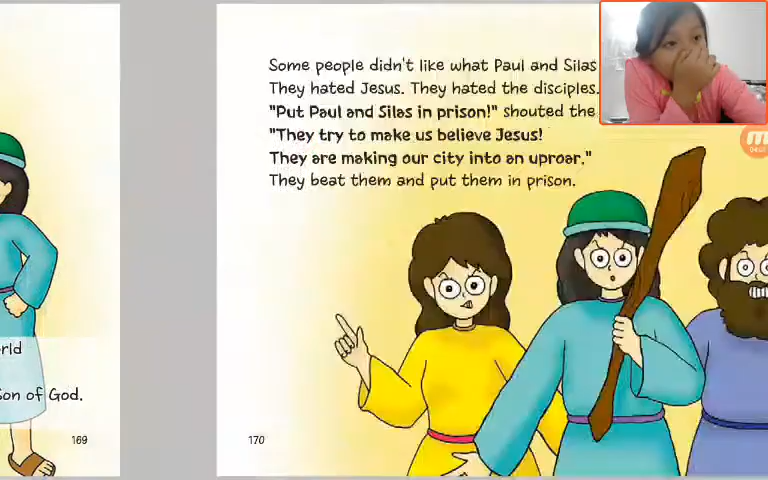 orld
Son of God.
169
Some people didn't like what Paul and Silas
They hated Jesus. They hated the disciples.
"Put Paul and Silas in prison!" shouted the
"They try to make us believe Jesus!
They are making our city into an uproar."
They beat them and put them in prison.
170